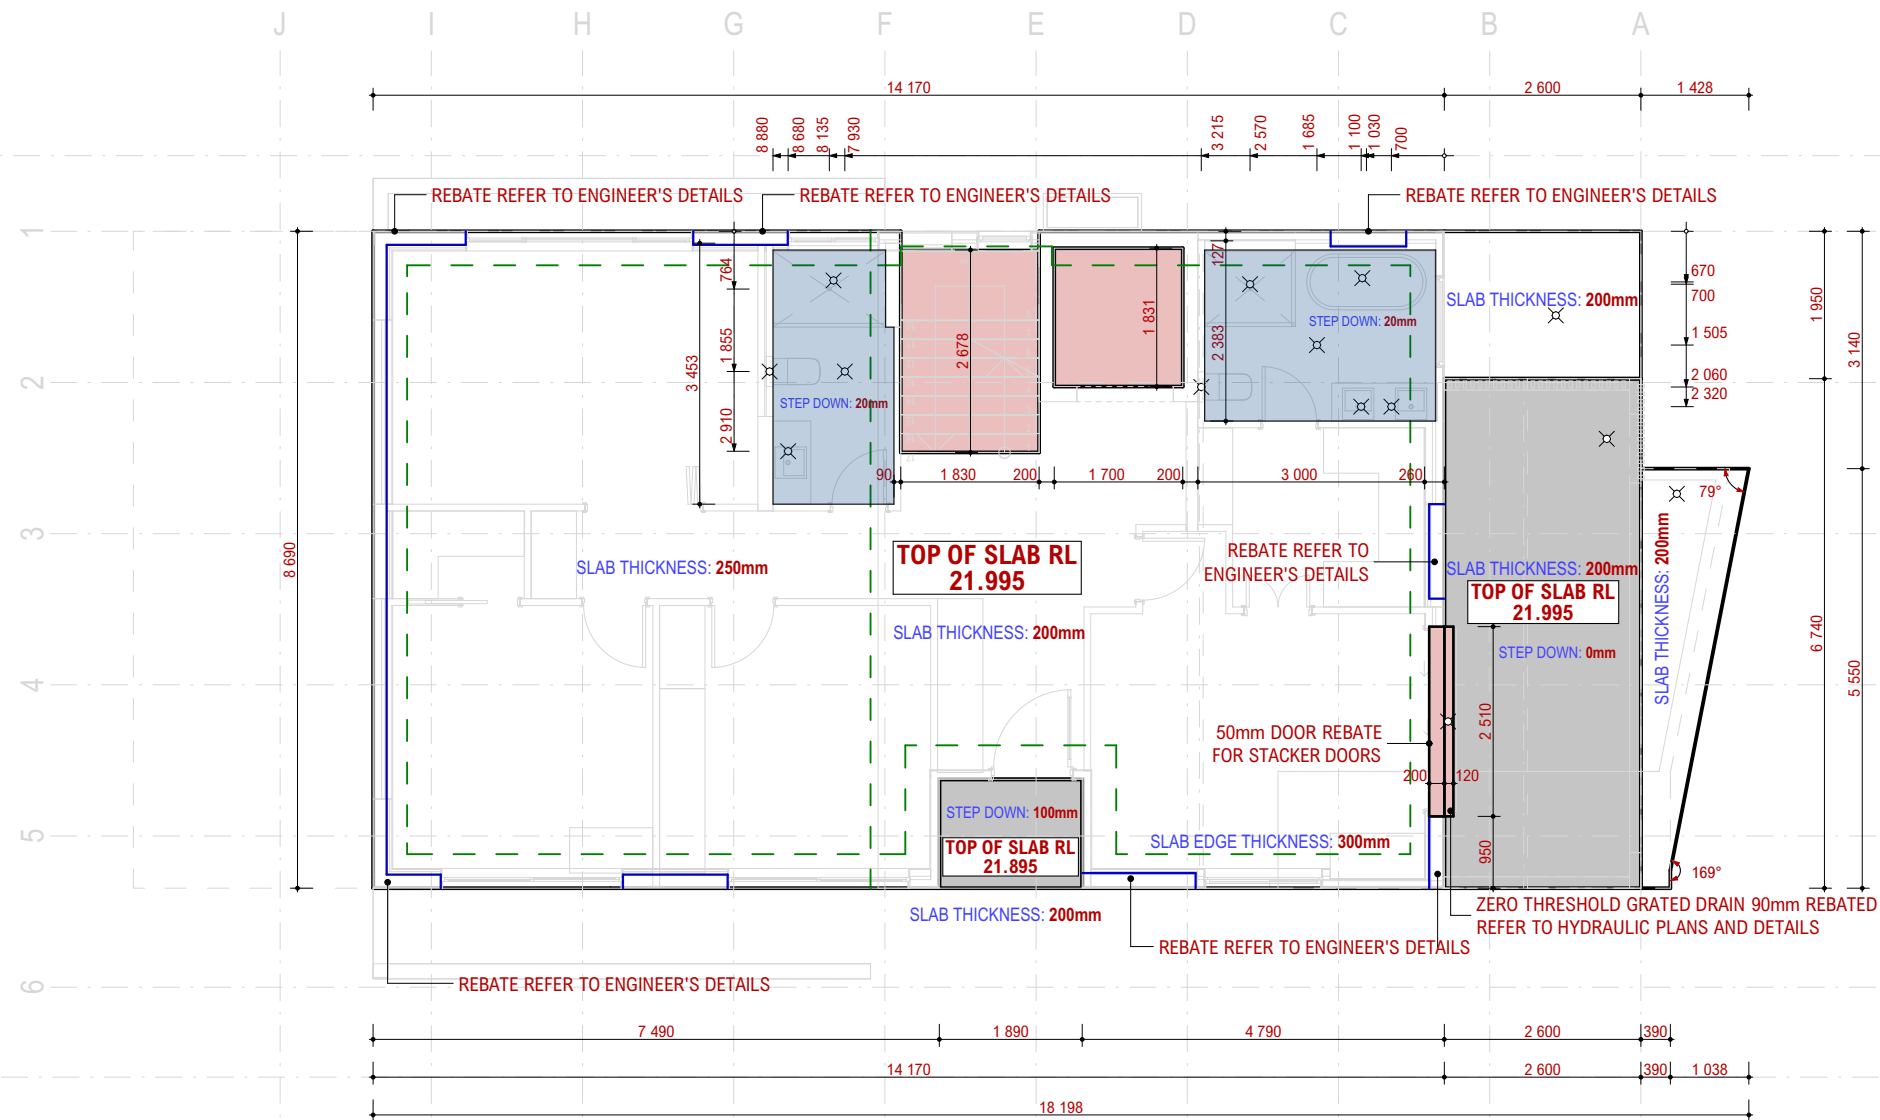 J I H G F E D C B A
14 170 2 600 1 428
8 880 8 680 8 135 7 930 3 215 2 570 1 685 1 100 1 030 700
REBATE REFER TO ENGINEER'S DETAILS REBATE REFER TO ENGINEER'S DETAILS REBATE REFER TO ENGINEER'S DETAILS
1
127
764
670
700
SLAB THICKNESS: 200mm
1 950
1 831
STEP DOWN: 20mm
1 505
3 140
1 855
2 678
2 383
3 453
2
2 060
2 320
STEP DOWN: 20mm
2 910
90 1 830 200 1 700 200 3 000 260
79°
3
8 690
TOP OF SLAB RL
21.995
REBATE REFER TO
ENGINEER'S DETAILS
SLAB THICKNESS: 250mm
SLAB THICKNESS: 200mm
TOP OF SLAB RL
21.995
SLAB THICKNESS: 200mm
SLAB THICKNESS: 200mm
6 740
STEP DOWN: 0mm
4
5 550
2 510
50mm DOOR REBATE
FOR STACKER DOORS
200 120
STEP DOWN: 100mm
5
TOP OF SLAB RL
21.895
SLAB EDGE THICKNESS: 300mm
950
169°
SLAB THICKNESS: 200mm
ZERO THRESHOLD GRATED DRAIN 90mm REBATED
REFER TO HYDRAULIC PLANS AND DETAILS
REBATE REFER TO ENGINEER'S DETAILS
6
REBATE REFER TO ENGINEER'S DETAILS
7 490 1 890 4 790 2 600 390
14 170 2 600 390 1 038
18 198